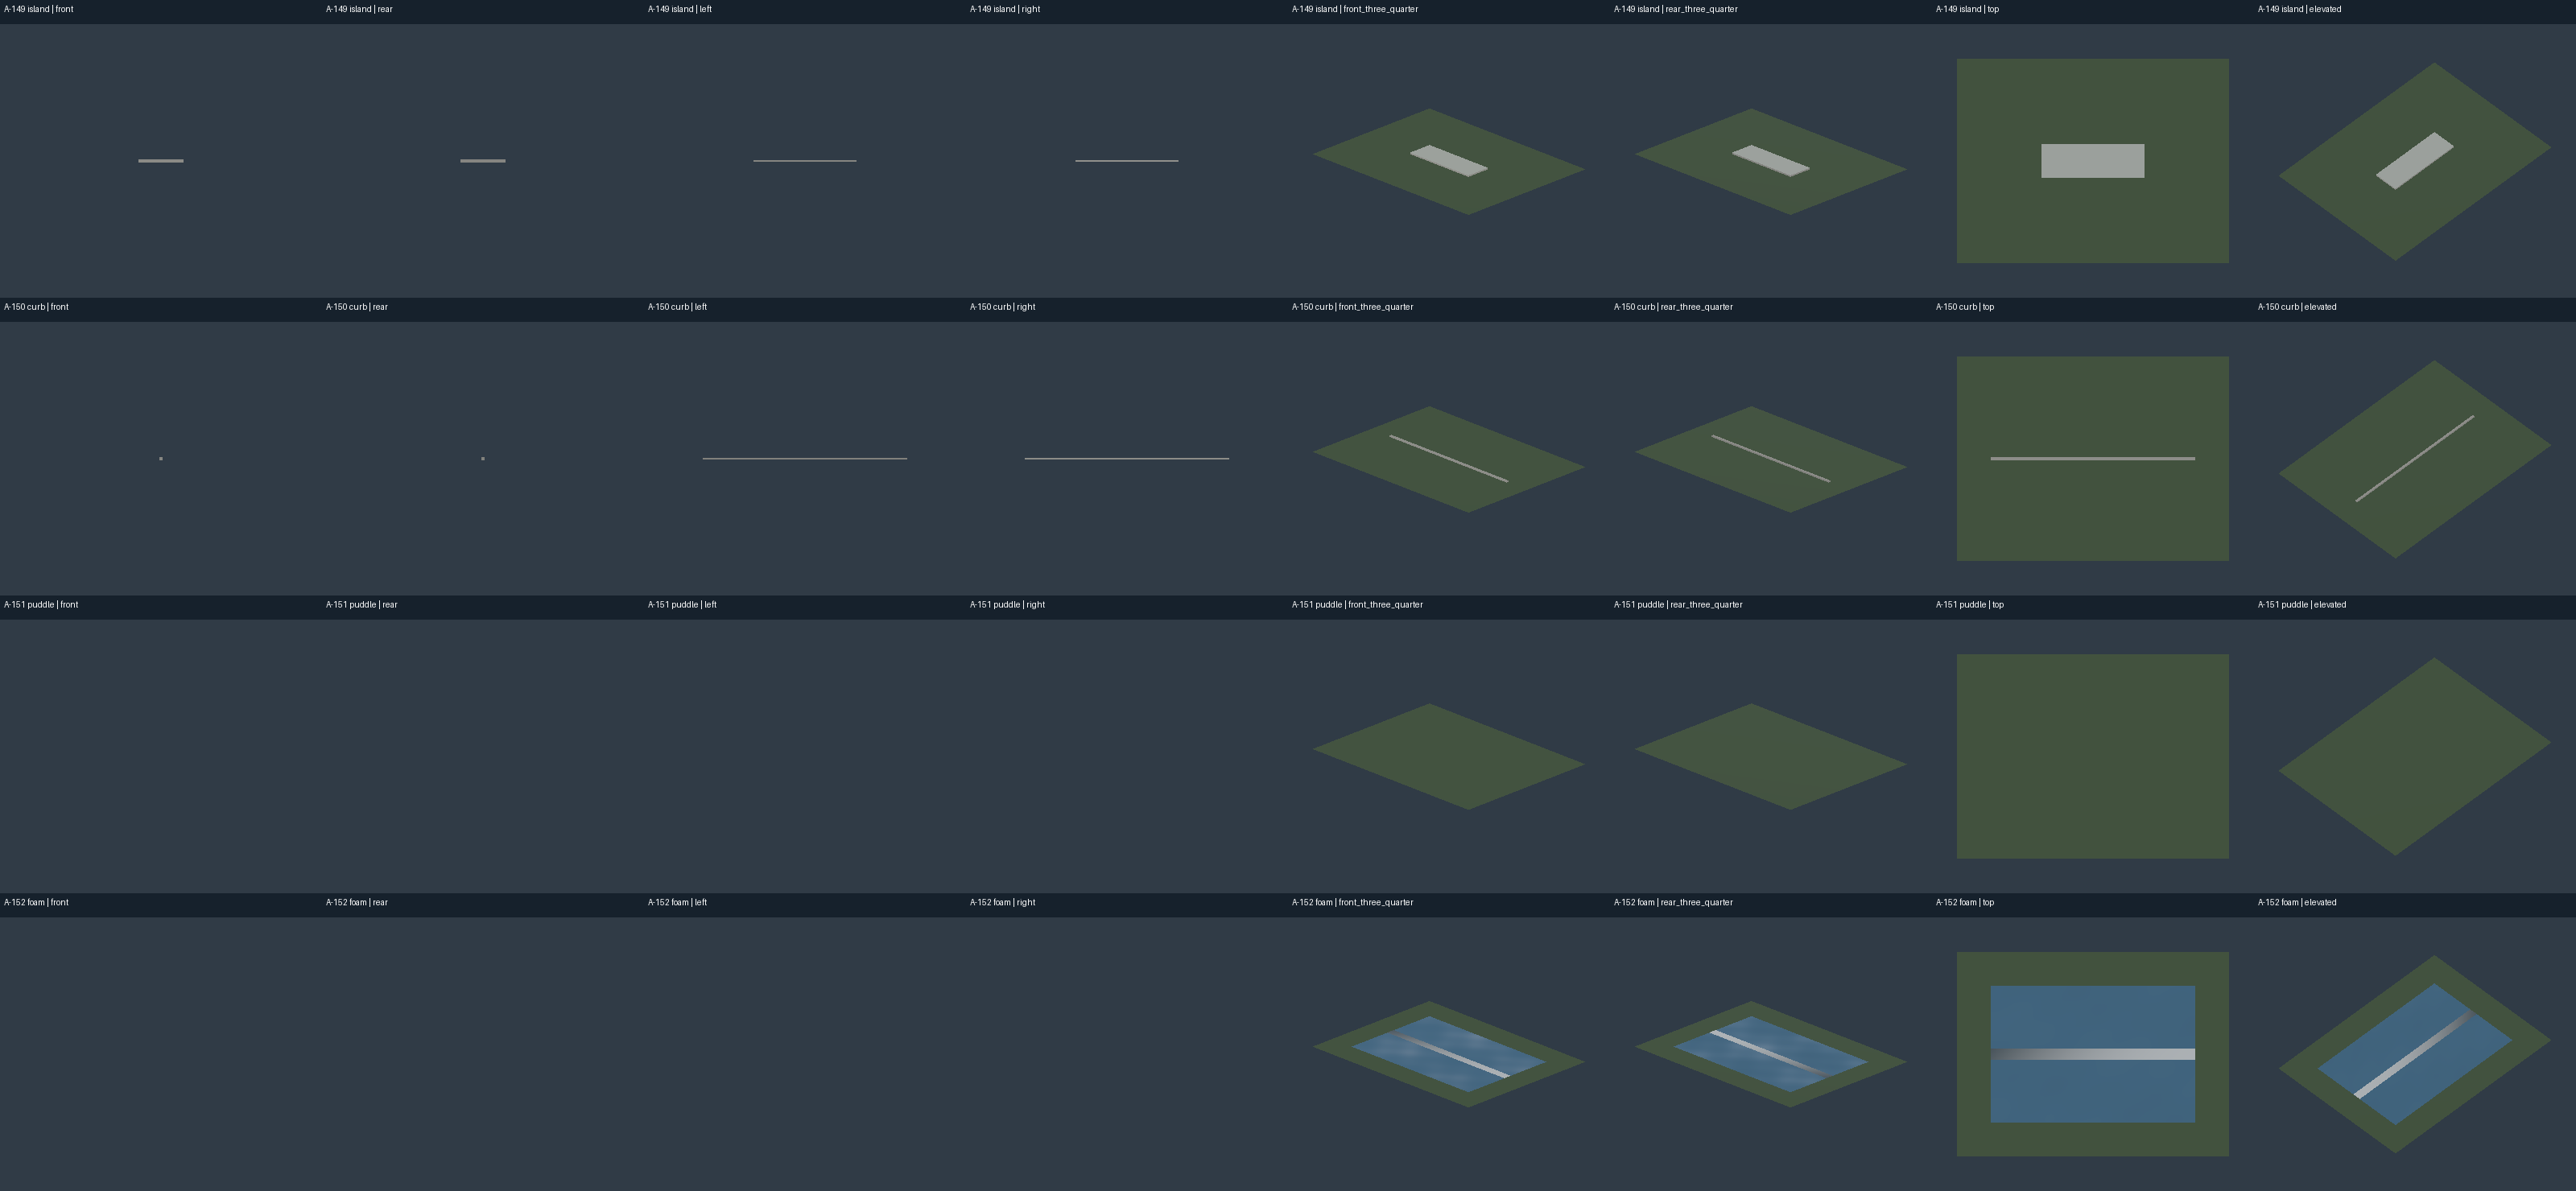 A-149 island | front
A-149 island | rear
A-149 island | left
A-149 island | right
A-149 island | front_three_quarter
A-149 island | rear_three_quarter
A-149 island | top
A-149 island | elevated
A-150 curb | front
A-150 curb | rear
A-150 curb | left
A-150 curb | right
A-150 curb | front_three_quarter
A-150 curb | rear_three_quarter
A-150 curb | top
A-150 curb | elevated
A-151 puddle | front
A-151 puddle | rear
A-151 puddle | left
A-151 puddle | right
A-151 puddle | front_three_quarter
A-151 puddle | rear_three_quarter
A-151 puddle | top
A-151 puddle | elevated
A-152 foam | front
A-152 foam | rear
A-152 foam | left
A-152 foam | right
A-152 foam | front_three_quarter
A-152 foam | rear_three_quarter
A-152 foam | top
A-152 foam | elevated